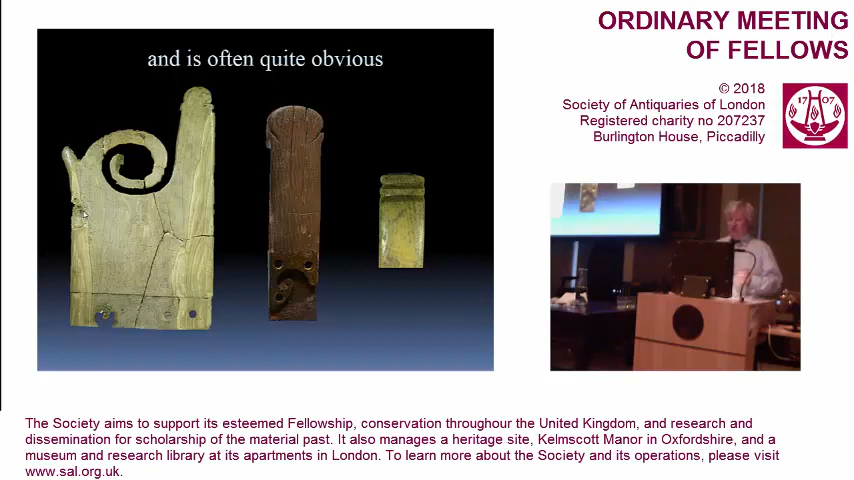 and is often quite obvious
ORDINARY MEETING
OF FELLOWS
© 2018
Society of Antiquaries of London
Registered charity no 207237
Burlington House, Piccadilly
17 07
The Society aims to support its esteemed Fellowship, conservation throughour the United Kingdom, and research and
dissemination for scholarship of the material past. It also manages a heritage site, Kelmscott Manor in Oxfordshire, and a
museum and research library at its apartments in London. To learn more about the Society and its operations, please visit
www.sal.org.uk.